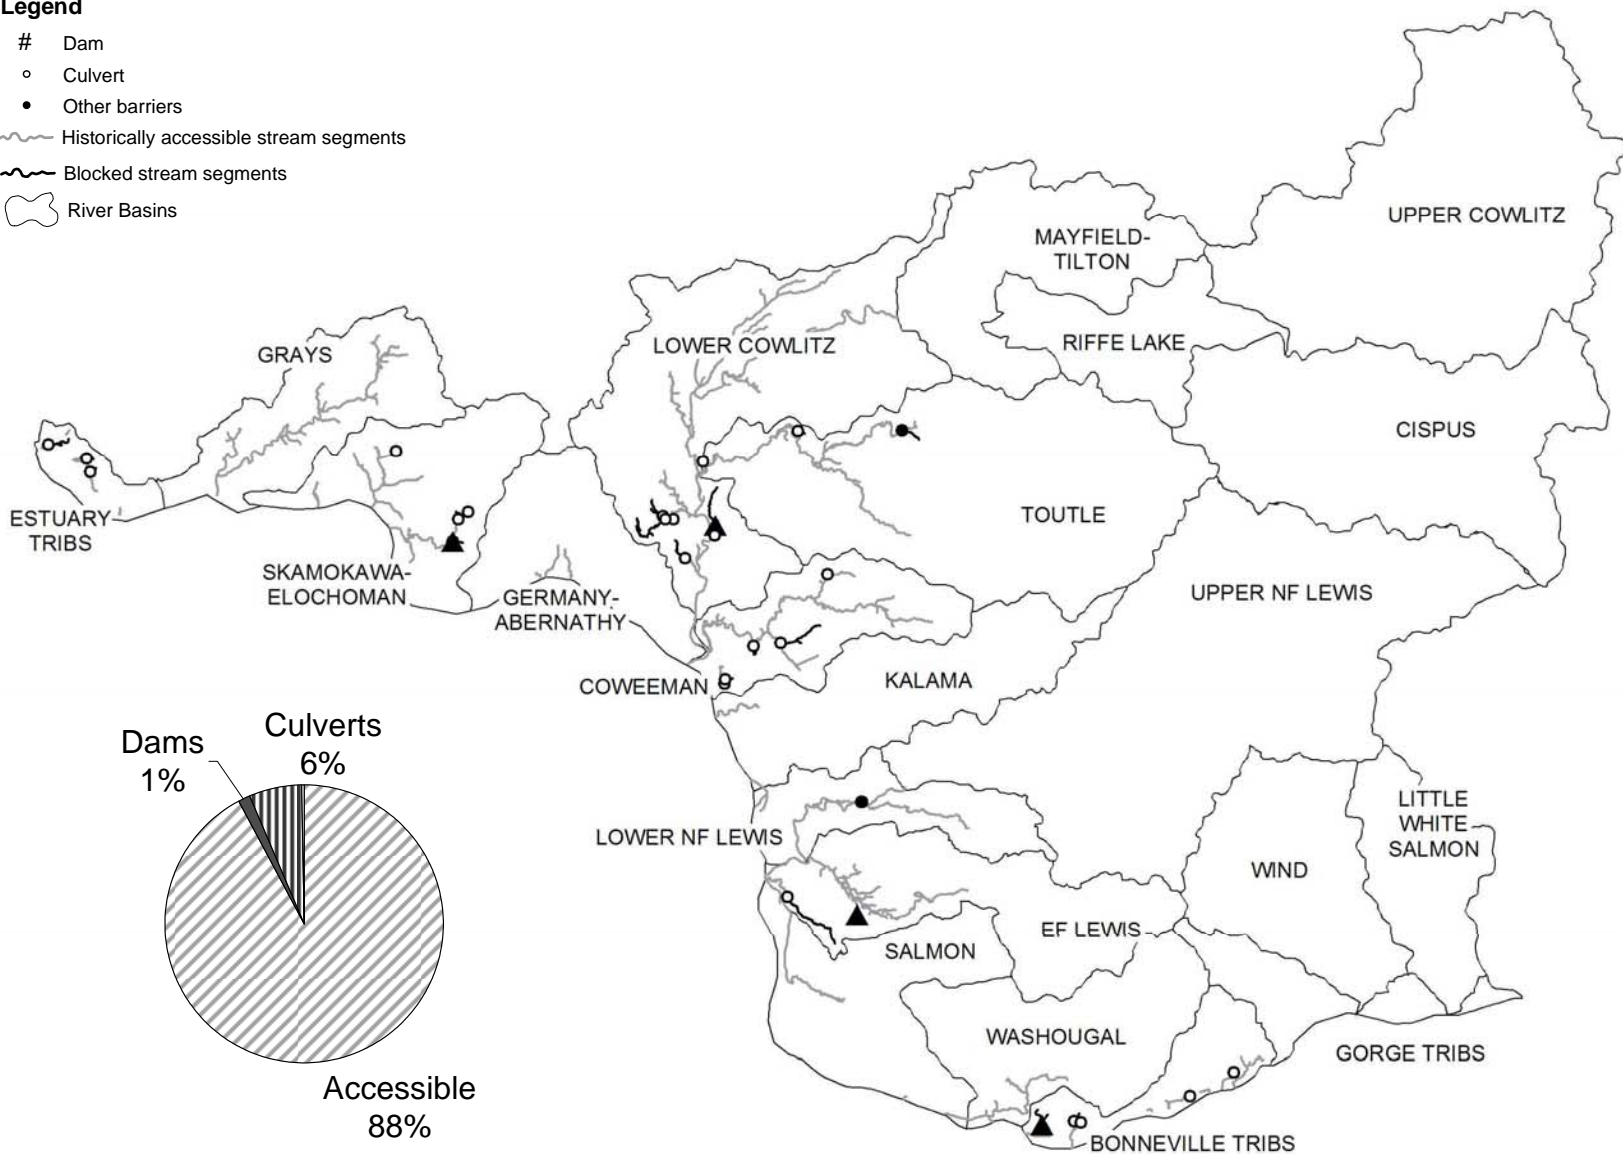 Legend
# Dam
Culvert
Other barriers
Historically accessible stream segments
Blocked stream segments
River Basins
UPPER COWLITZ
MAYFIELD-
TILTON
RIFFE LAKE
LOWER COWLITZ
GRAYS
CISPUS
TOUTLE
ESTUARY
TRIBS
SKAMOKAWA-
ELOCHOMAN
GERMANY-
ABERNATHY
UPPER NF LEWIS
COWEEMAN
KALAMA
Culverts
6%
Dams
1%
LOWER NF LEWIS
LITTLE
WHITE
SALMON
WIND
EF LEWIS
SALMON
WASHOUGAL
GORGE TRIBS
Accessible
88%
BONNEVILLE TRIBS